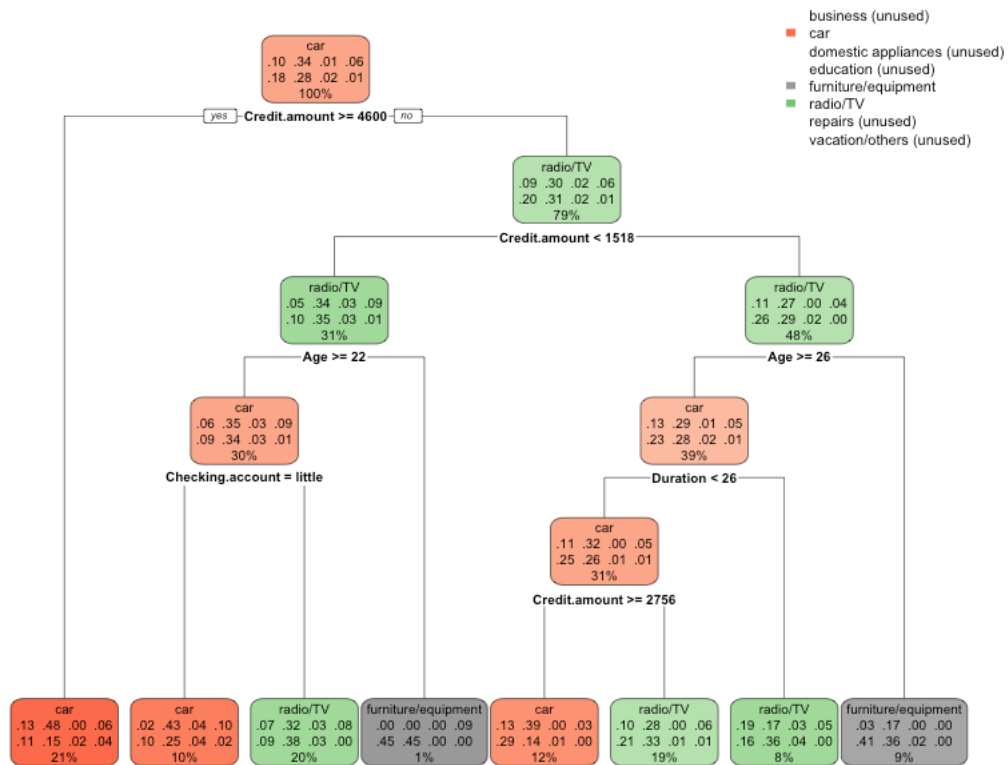 business (unused)
car
domestic appliances (unused)
education (unused)
furniture/equipment
radio/TV
repairs (unused)
vacation/others (unused)
car
.10 .34 .01 .06
.18 .28 .02 .01
100%
yes Credit.amount >= 4600 no
radio/TV
.09 .30 .02 .06
.20 .31 .02 .01
79%
Credit.amount < 1518
radio/TV
.05 .34 .03 .09
.10 .35 .03 .01
31%
Age >= 22
radio/TV
.11 .27 .00 .04
.26 .29 .02 .00
48%
Age >= 26
car
.06 .35 .03 .09
.09 .34 .03 .01
30%
Checking.account = little
car
.13 .29 .01 .05
.23 .28 .02 .01
39%
Duration < 26
car
.11 .32 .00 .05
.25 .26 .01 .01
31%
Credit.amount >= 2756
car
.13 .48 .00 .06
.11 .15 .02 .04
21%
car
.02 .43 .04 .10
.10 .25 .04 .02
10%
radio/TV
.07 .32 .03 .08
.09 .38 .03 .00
20%
furniture/equipment
.00 .00 .00 .09
.45 .45 .00 .00
1%
car
.13 .39 .00 .03
.29 .14 .01 .00
12%
radio/TV
.10 .28 .00 .06
.21 .33 .01 .01
19%
radio/TV
.19 .17 .03 .05
.16 .36 .04 .00
8%
furniture/equipment
.03 .17 .00 .00
.41 .36 .02 .00
9%